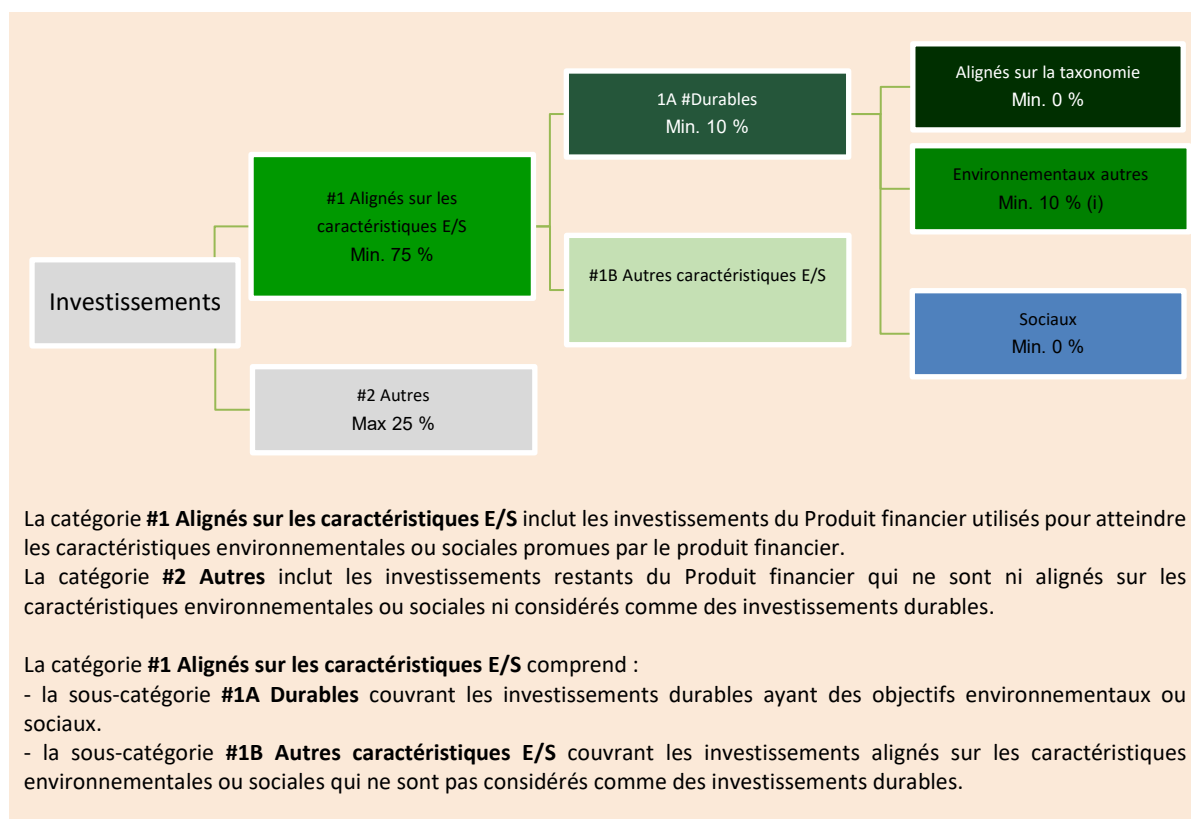 Alignés sur la taxonomie
Min. 0 %
1A #Durables
Min. 10 %
Environnementaux autres
Min. 10 % (i)
#1 Alignés sur les
caractéristiques E/S
Min. 75 %
#1B Autres caractéristiques E/S
Investissements
Sociaux
Min. 0 %
#2 Autres
Max 25 %
La catégorie #1 Alignés sur les caractéristiques E/S inclut les investissements du Produit financier utilisés pour atteindre
les caractéristiques environnementales ou sociales promues par le produit financier.
La catégorie #2 Autres inclut les investissements restants du Produit financier qui ne sont ni alignés sur les
caractéristiques environnementales ou sociales ni considérés comme des investissements durables.
La catégorie #1 Alignés sur les caractéristiques E/S comprend :
- la sous-catégorie #1A Durables couvrant les investissements durables ayant des objectifs environnementaux ou
sociaux.
- la sous-catégorie #1B Autres caractéristiques E/S couvrant les investissements alignés sur les caractéristiques
environnementales ou sociales qui ne sont pas considérés comme des investissements durables.